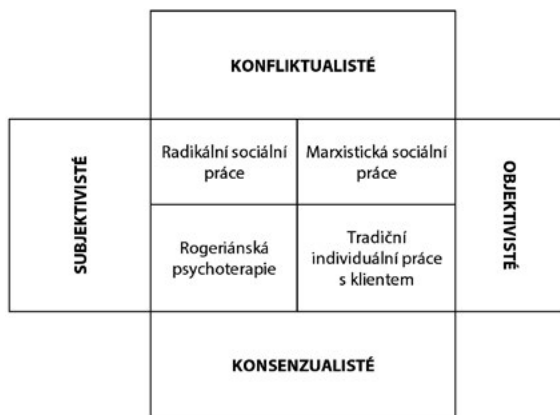 KONFLIKTUALISTÉ
SUBJEKTIVISTÉ
Radikální sociální
práce
Marxistická sociální
práce
Rogeriánská
psychoterapie
Tradiční
individuální práce
s klientem
OBJEKTIVISTÉ
KONSENZUALISTÉ